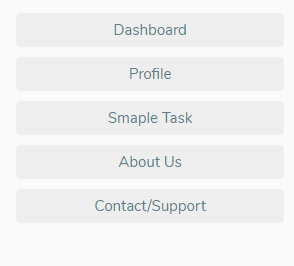 Dashboard
Profile
Smaple Task
About Us
Contact/Support